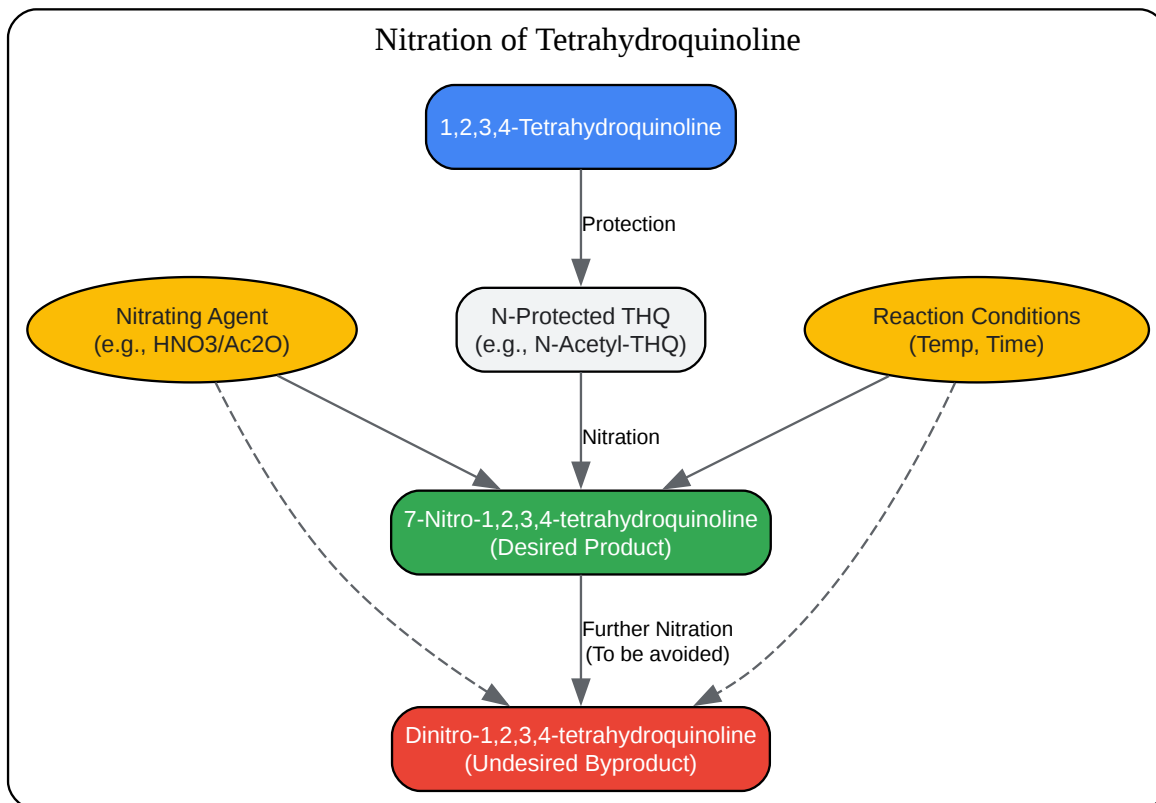 Nitration of Tetrahydroquinoline
1,2,3,4-Tetrahydroquinoline
Protection
Nitrating Agent
(e.g., HNO3/Ac2O)
N-Protected THQ
(e.g., N-Acetyl-THQ)
Reaction Conditions
(Temp, Time)
Nitration
7-Nitro-1,2,3,4-tetrahydroquinoline
(Desired Product)
Further Nitration
(To be avoided)
Dinitro-1,2,3,4-tetrahydroquinoline
(Undesired Byproduct)